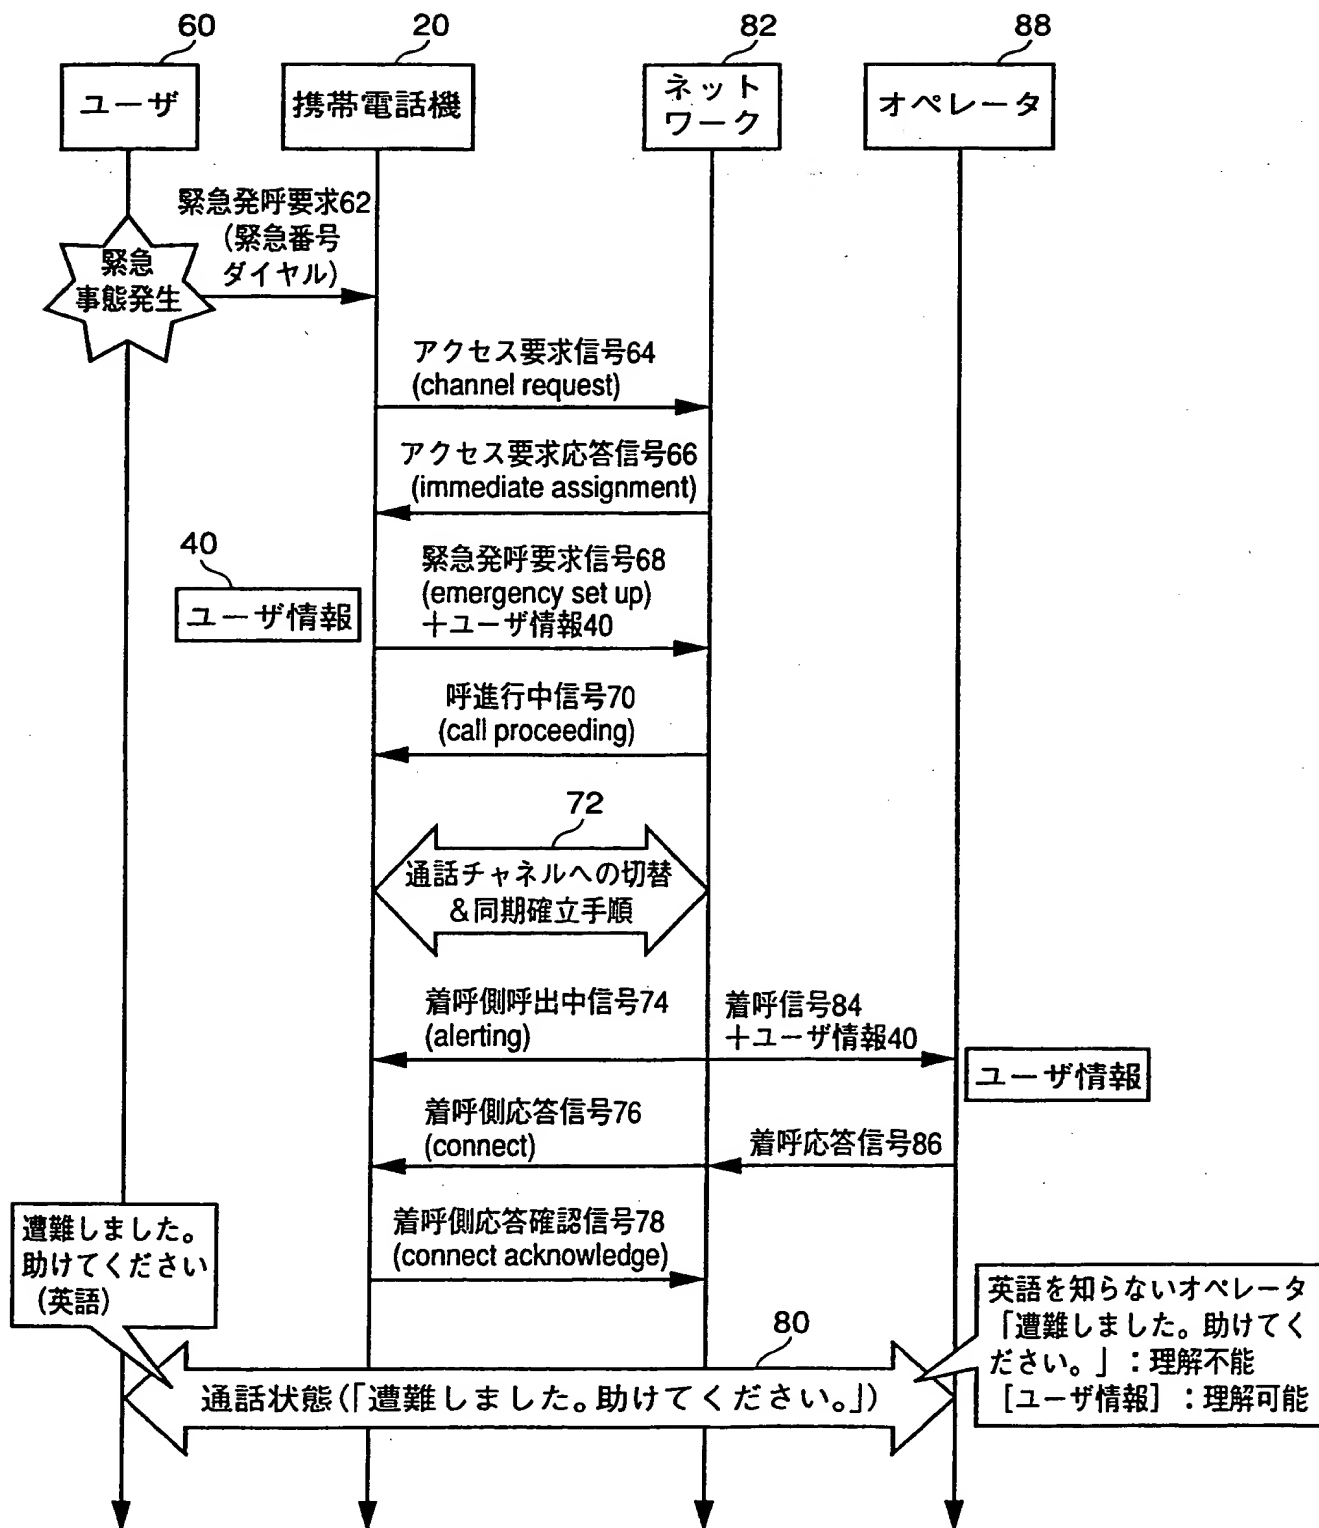 60
20
82
88
ユーザ
携帯電話機
ネット
ワーク
オペレータ
緊急発呼要求62
(緊急番号
ダイヤル)
緊急
事態発生
アクセス要求信号64
(channel request)
アクセス要求応答信号66
(immediate assignment)
40
ユーザ情報
緊急発呼要求信号68
(emergency set up)
+ユーザ情報40
呼進行中信号70
(call proceeding)
72
通話チャネルへの切替
&同期確立手順
着呼側呼出中信号74
(alerting)
着呼信号84
+ユーザ情報40
ユーザ情報
着呼側応答信号76
(connect)
着呼応答信号86
着呼側応答確認信号78
(connect acknowledge)
遭難しました。
助けてください
(英語)
英語を知らないオペレータ
「遭難しました。助けてく
ださい。」:理解不能
[ユーザ情報]:理解可能
80
通話状態(「遭難しました。助けてください。」)